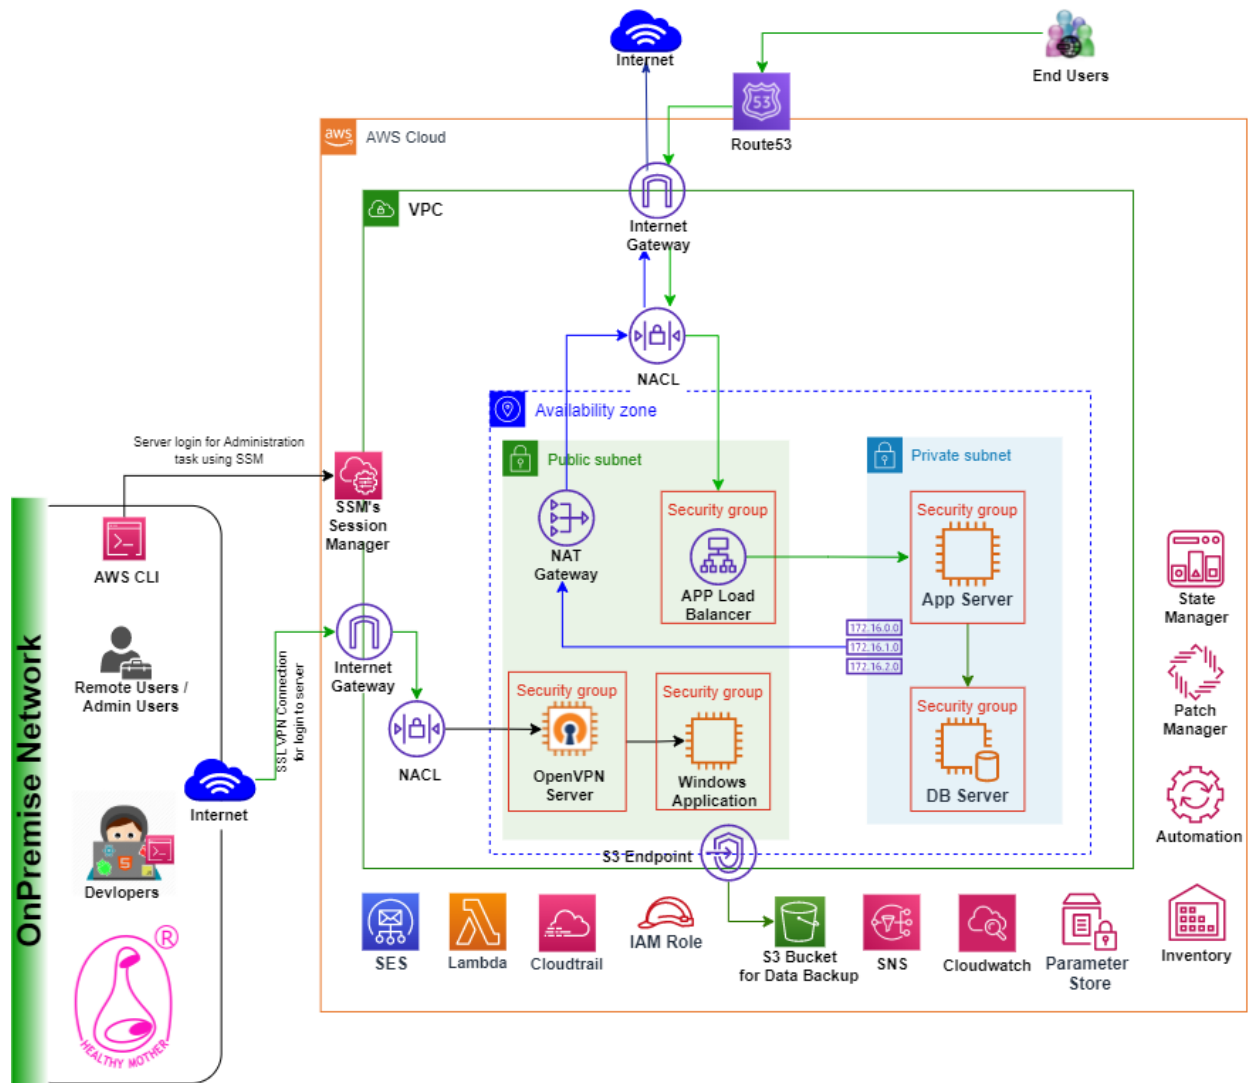 Internet
End Users
53
Route53
aws
AWS Cloud
VPC
Internet
Gateway
NACL
Availability zone
Public subnet
Private subnet
Server login for Administration
task using SSM
SSM's
Session
Manager
NAT
Gateway
Security group
APP Load
Balancer
Security group
App Server
172.16.0.0
172.16.1.0
172.16.2.0
State
Manager
AWS CLI
OnPremise Network
Remote Users /
Admin Users
Internet
Gateway
SSL VPN Connection
for login to server
NACL
Security group
OpenVPN
Server
Security group
Windows
Application
Security group
DB Server
Patch
Manager
Internet
Automation
5
Devlopers
S3 Endpoint
SES
Lambda
Cloudtrail
IAM Role
S3 Bucket
for Data Backup
SNS
Cloudwatch
Parameter
Store
Inventory
®
HEALTHY MOTHER